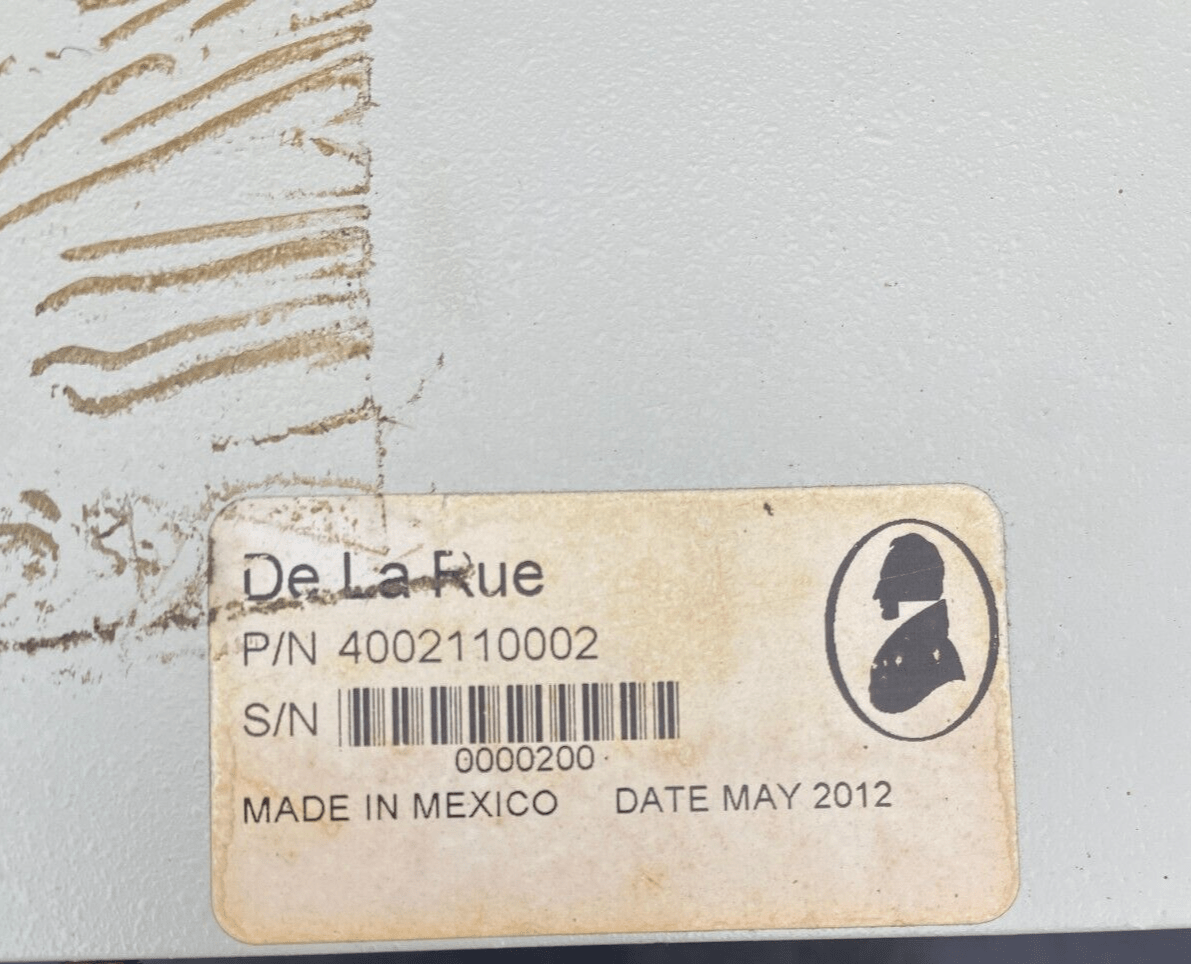 De La Rue
P/N 4002110002
S/N
0000200
MADE IN MEXICO DATE MAY 2012